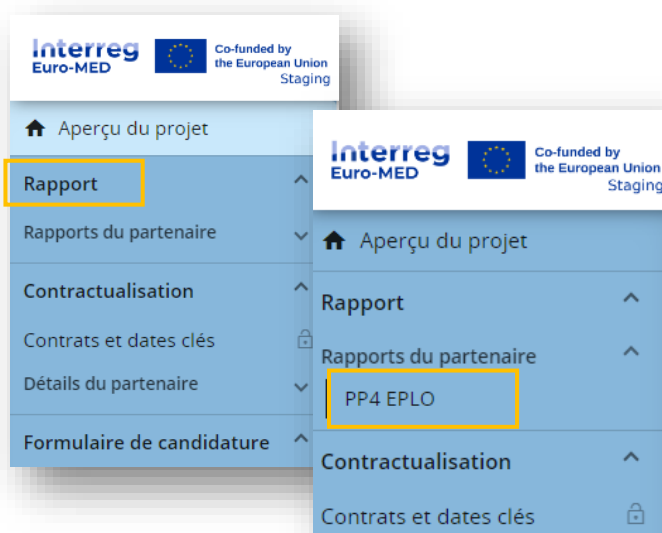 Interreg
Euro-MED
Co-funded by
the European Union
Staging
Aperçu du projet
Rapport
Rapports du partenaire
Contractualisation
Contrats et dates clés
Détails du partenaire
Formulaire de candidature
Interreg
Euro-MED
Co-funded by
the European Union
Staging
Aperçu du projet
Rapport
Rapports du partenaire
PP4 EPLO
Contractualisation
Contrats et dates clés